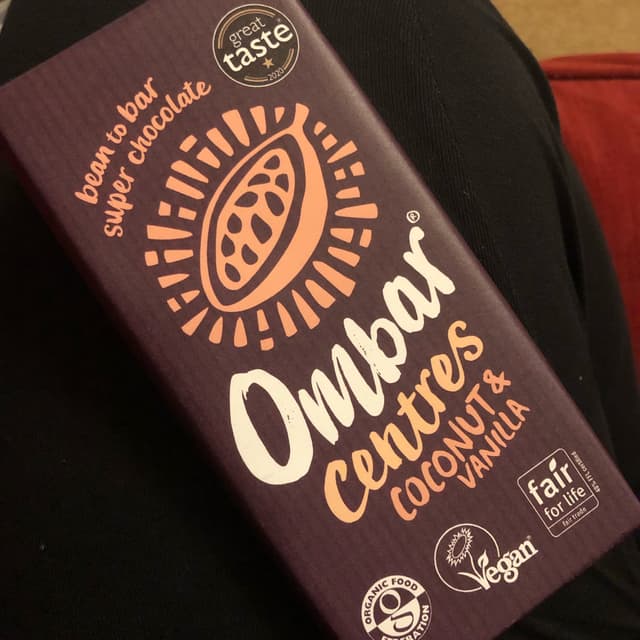 great
taste
2020
bean to bar
super chocolate
Ombar®
centres
COCONUT &
VANILLA
fair
for life
fair trade
Vegan
ORGANIC FOOD